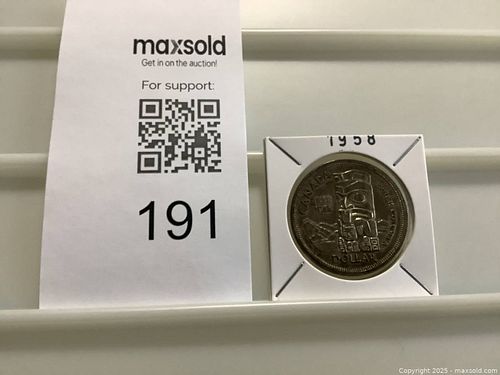 maxsold
Get in on the auction!
For support:
191
1958
CANADA
DOLLAR
Copyright 2025 - maxsold.com